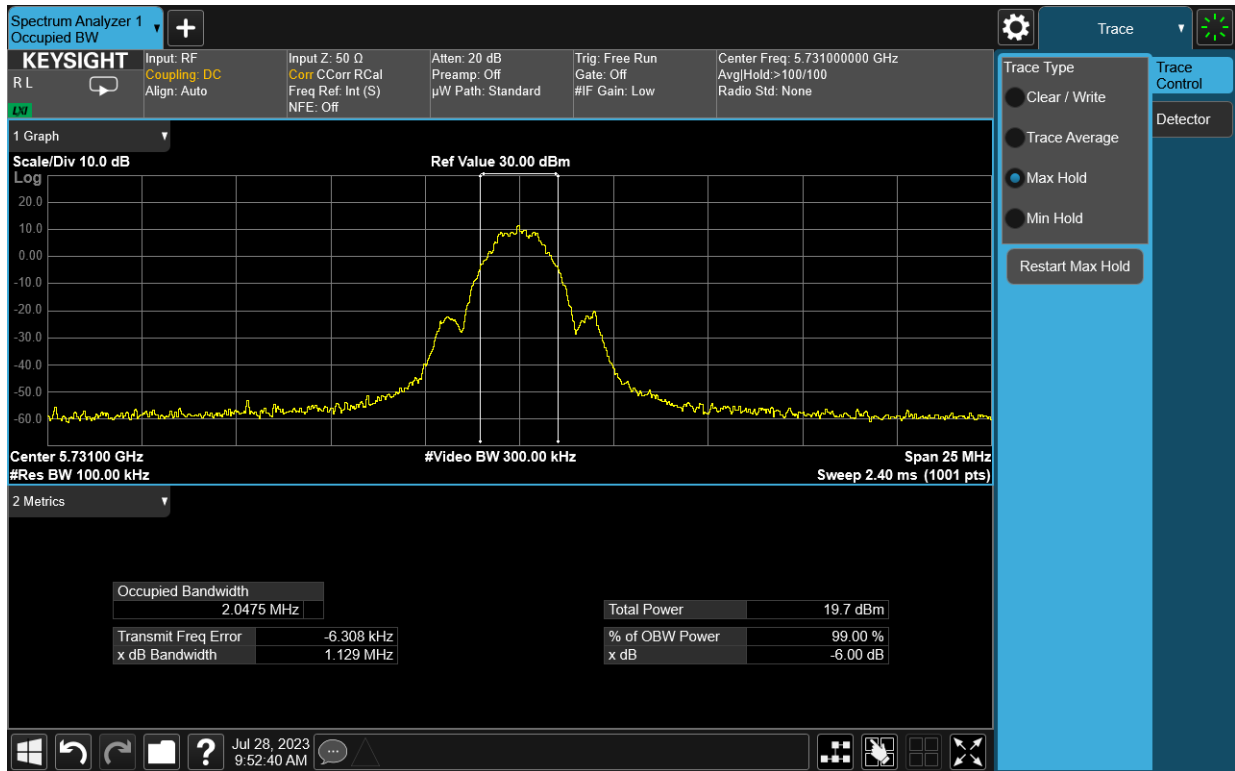 Spectrum Analyzer 1
Occupied BW
Trace
KEYSIGHT
R L
LXI
Input: RF
Coupling: DC
Align: Auto
Input Z: 50 Ω
Corr CCorr RCal
Freq Ref: Int (S)
NFE: Off
Atten: 20 dB
Preamp: Off
µW Path: Standard
Trig: Free Run
Gate: Off
#IF Gain: Low
Center Freq: 5.731000000 GHz
Avg|Hold:>100/100
Radio Std: None
Trace Type
Clear / Write
Trace Average
Max Hold
Min Hold
Restart Max Hold
Trace
Control
Detector
1 Graph
Scale/Div 10.0 dB
Ref Value 30.00 dBm
Log
20.0
10.0
0.00
-10.0
-20.0
-30.0
-40.0
-50.0
-60.0
Center 5.73100 GHz
#Video BW 300.00 kHz
Span 25 MHz
#Res BW 100.00 kHz
Sweep 2.40 ms (1001 pts)
2 Metrics
Occupied Bandwidth
2.0475 MHz
Total Power 19.7 dBm
Transmit Freq Error -6.308 kHz
% of OBW Power 99.00 %
x dB Bandwidth 1.129 MHz
x dB -6.00 dB
Jul 28, 2023
9:52:40 AM